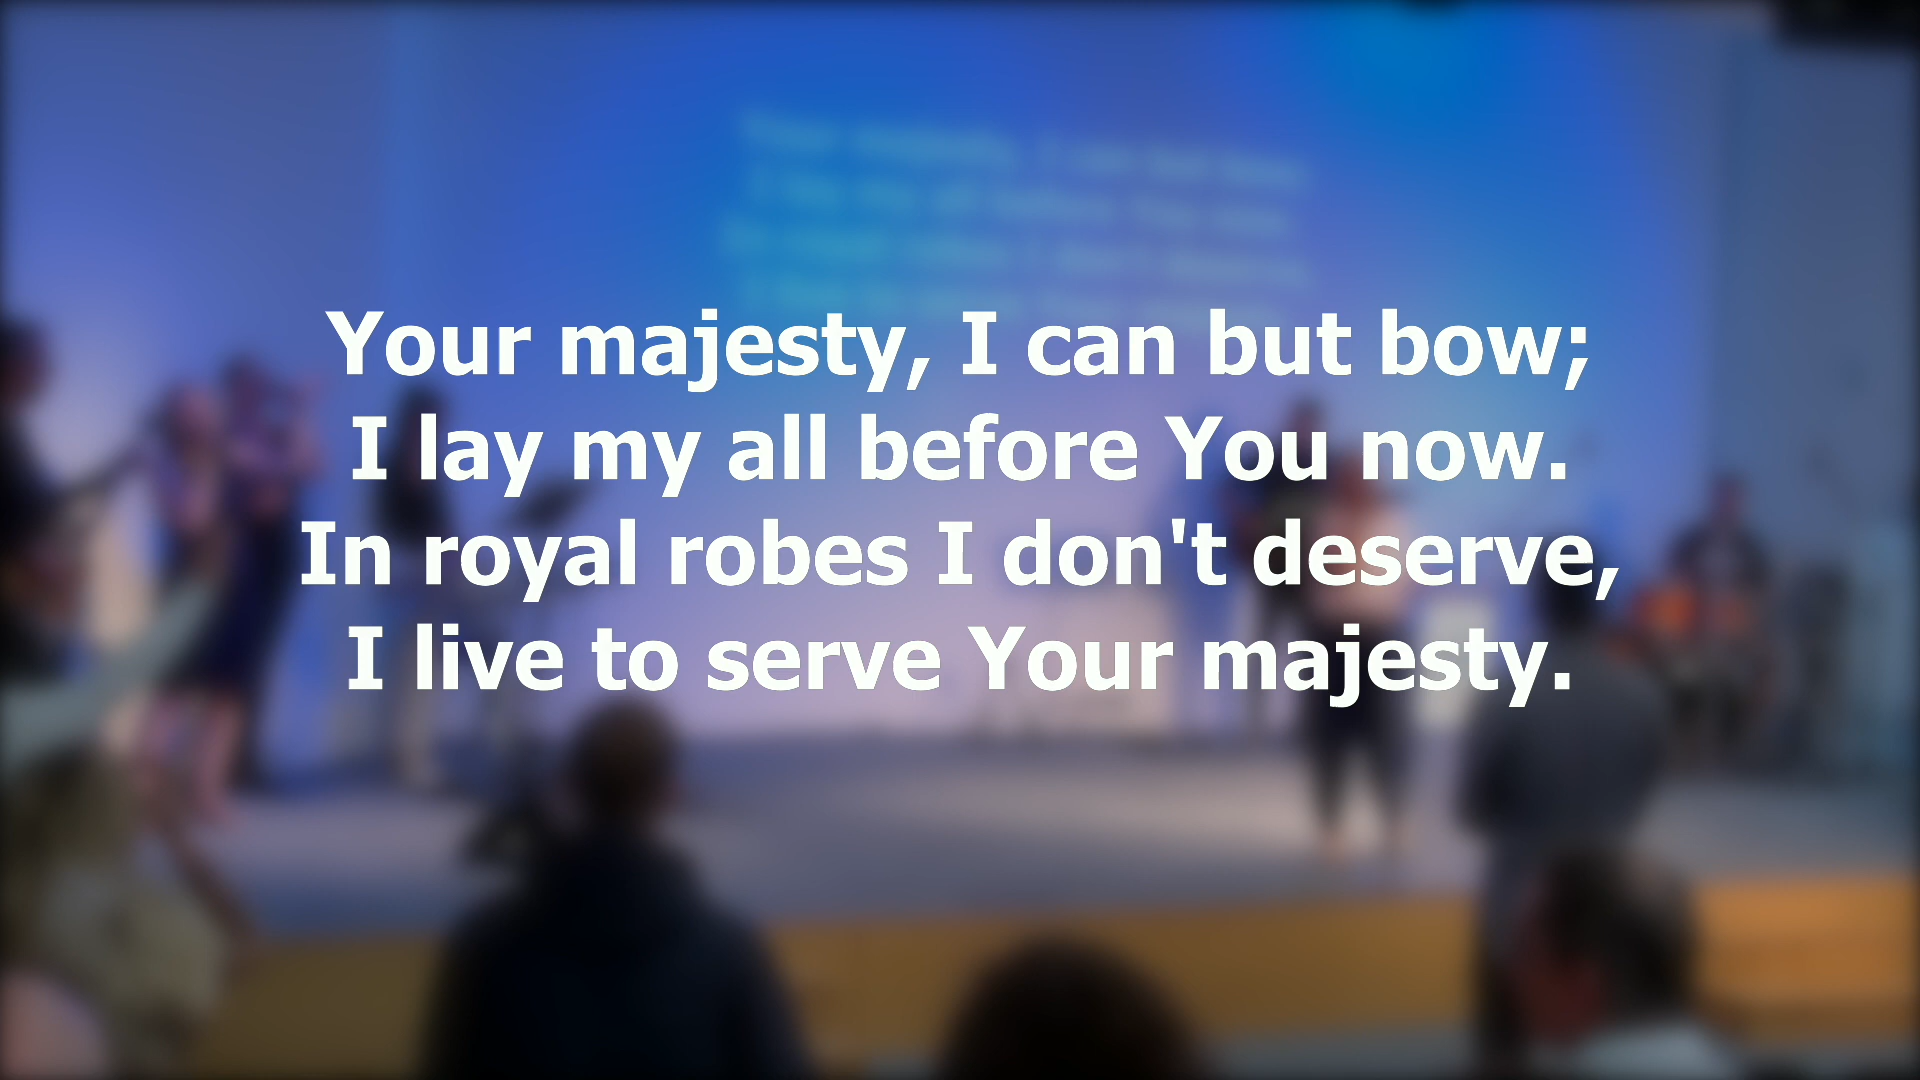 Your majesty, I can but bow;
I lay my all before You now.
In royal robes I don't deserve,
I live to serve Your majesty.